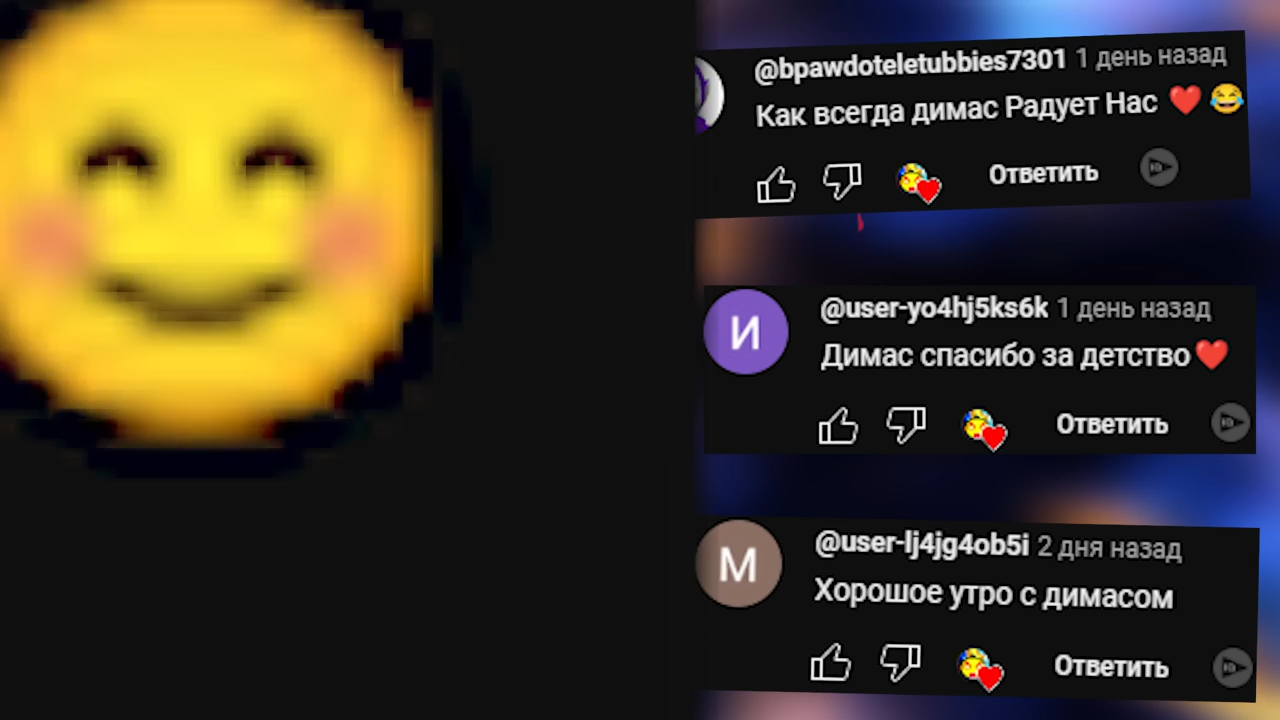 @bpawdoteletubbies7301 1 день назад
Как всегда димас Радует Нас ❤️ 😂
Ответить
И
@user-yo4hj5ks6k 1 день назад
Димас спасибо за детство❤️
Ответить
М
@user-lj4jg4ob5i 2 дня назад
Хорошое утро с димасом
Ответить